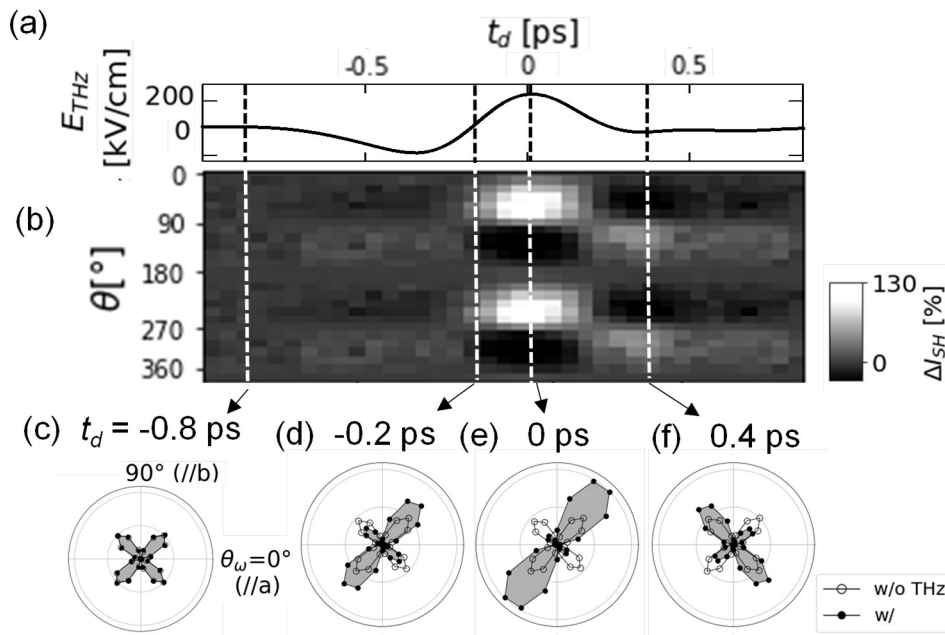 (a)
t_d [ps]
-0.5 0 0.5
E_THz [kV/cm]
200
0
(b)
θ[°]
0
90
180
270
360
130
0
ΔI_SH [%]
(c) t_d = -0.8 ps (d) -0.2 ps (e) 0 ps (f) 0.4 ps
90° (//b)
θ_ω=0°
(//a)
w/o THz
w/